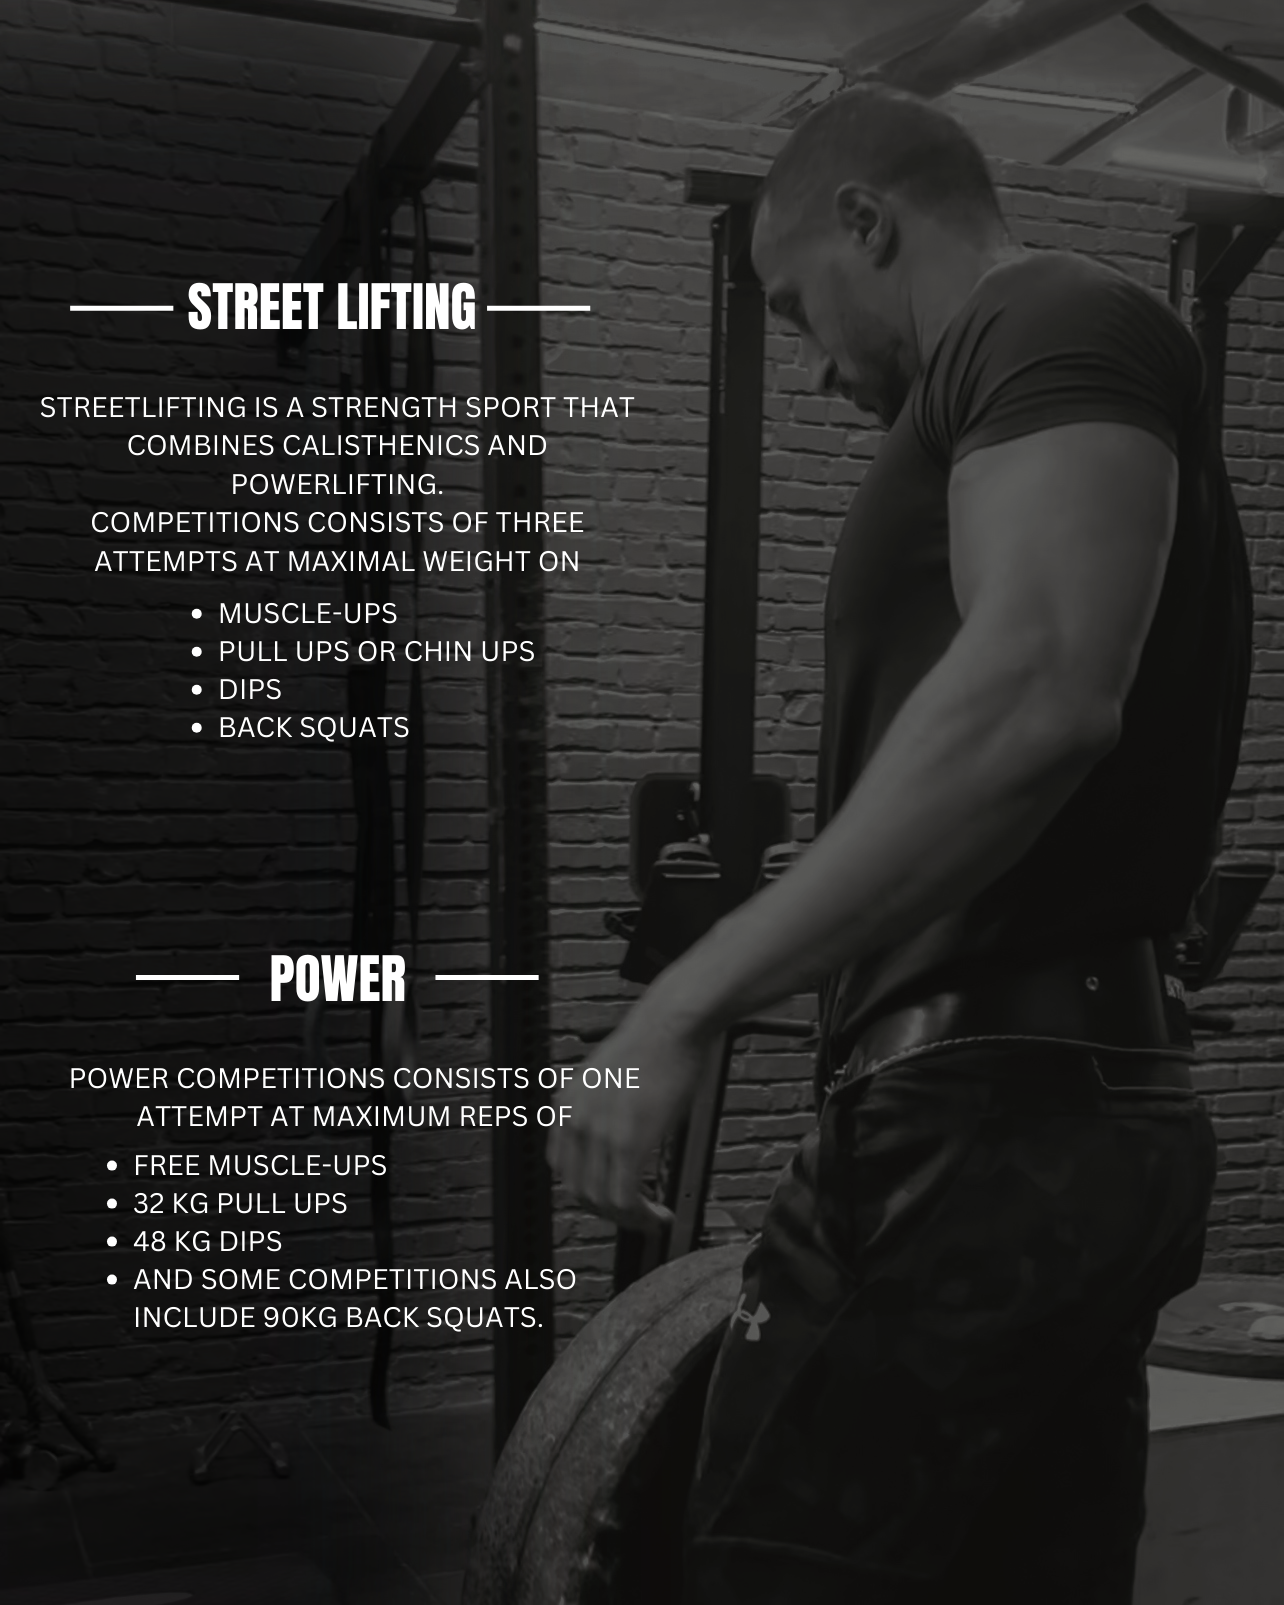 STREET LIFTING
STREETLIFTING IS A STRENGTH SPORT THAT
COMBINES CALISTHENICS AND
POWERLIFTING.
COMPETITIONS CONSISTS OF THREE
ATTEMPTS AT MAXIMAL WEIGHT ON
• MUSCLE-UPS
• PULL UPS OR CHIN UPS
• DIPS
• BACK SQUATS
POWER
POWER COMPETITIONS CONSISTS OF ONE
ATTEMPT AT MAXIMUM REPS OF
• FREE MUSCLE-UPS
• 32 KG PULL UPS
• 48 KG DIPS
• AND SOME COMPETITIONS ALSO
INCLUDE 90KG BACK SQUATS.